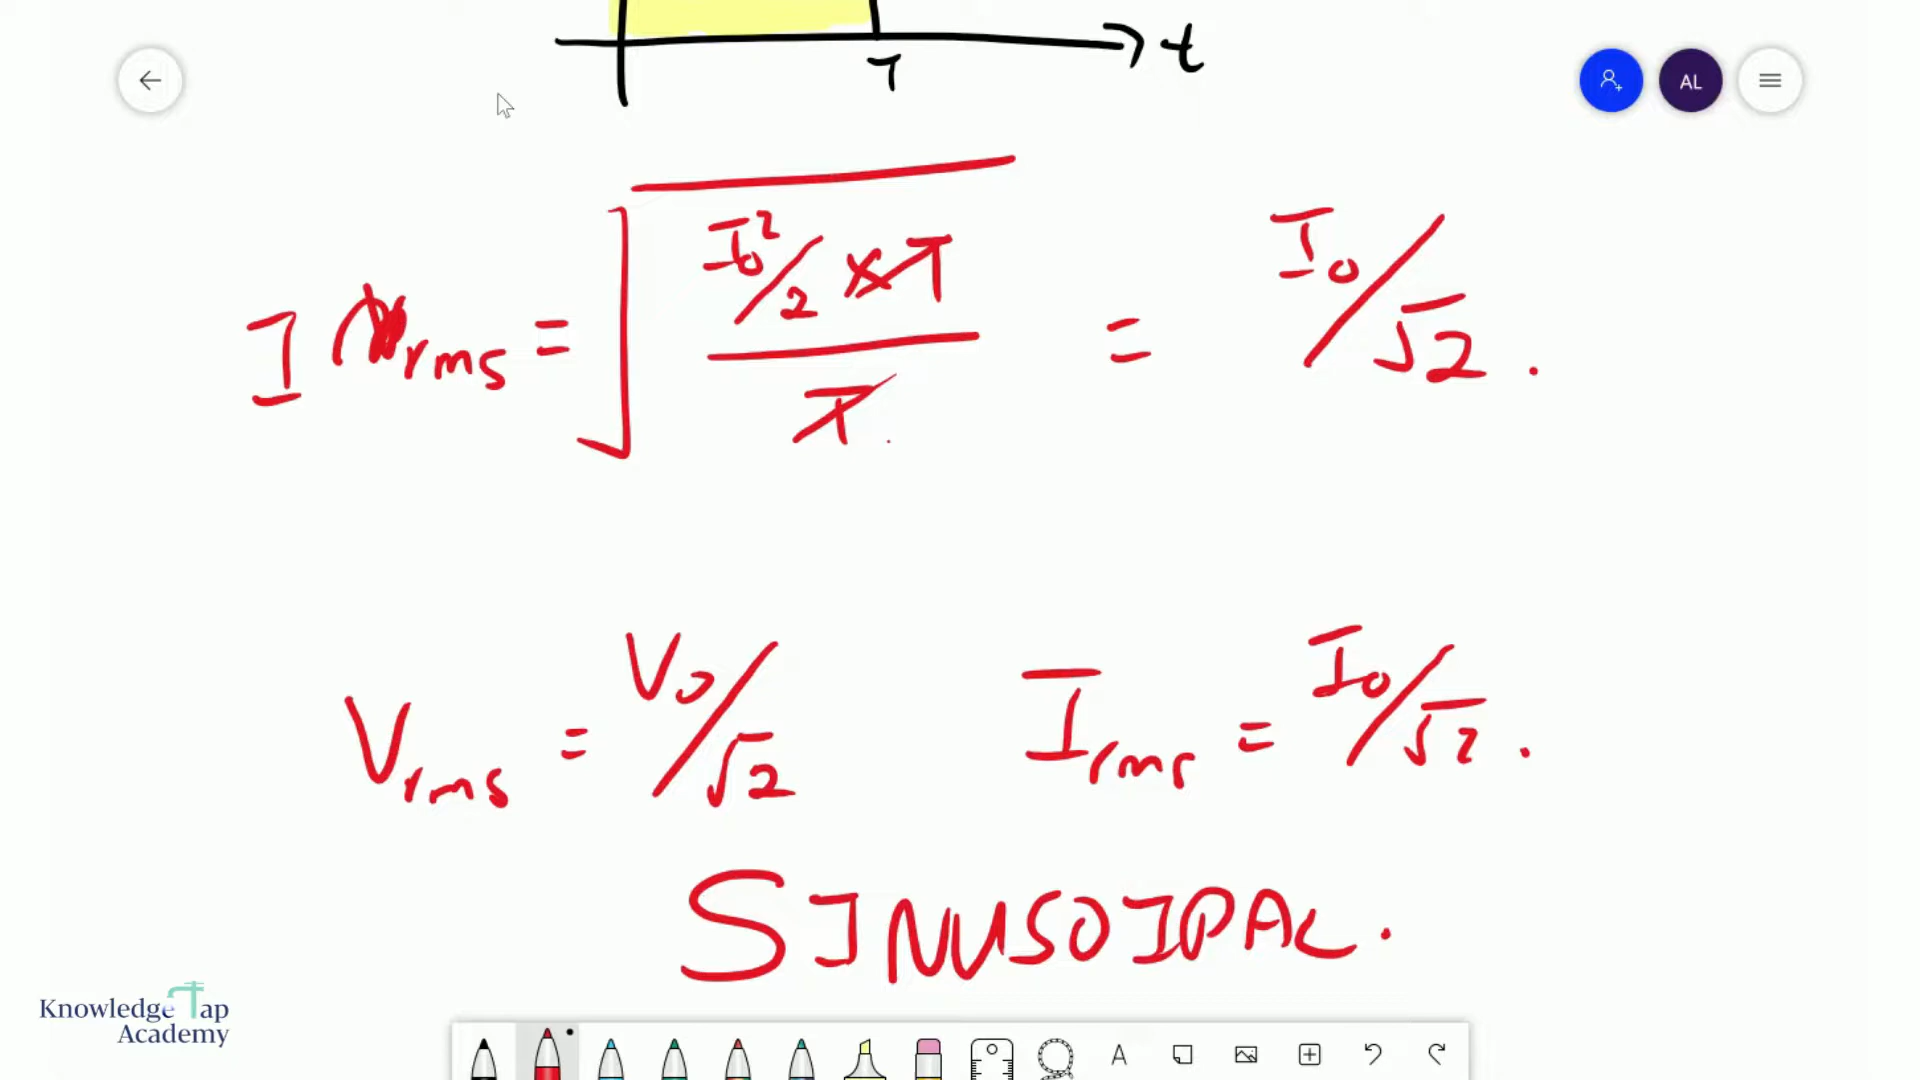 T t
AL
I rms = √(I₀²/2 × T / T) = I₀/√2 .
Vrms = V₀/√2 Irms = I₀/√2 .
SINUSOIDAL .
Knowledge Tap
Academy
A